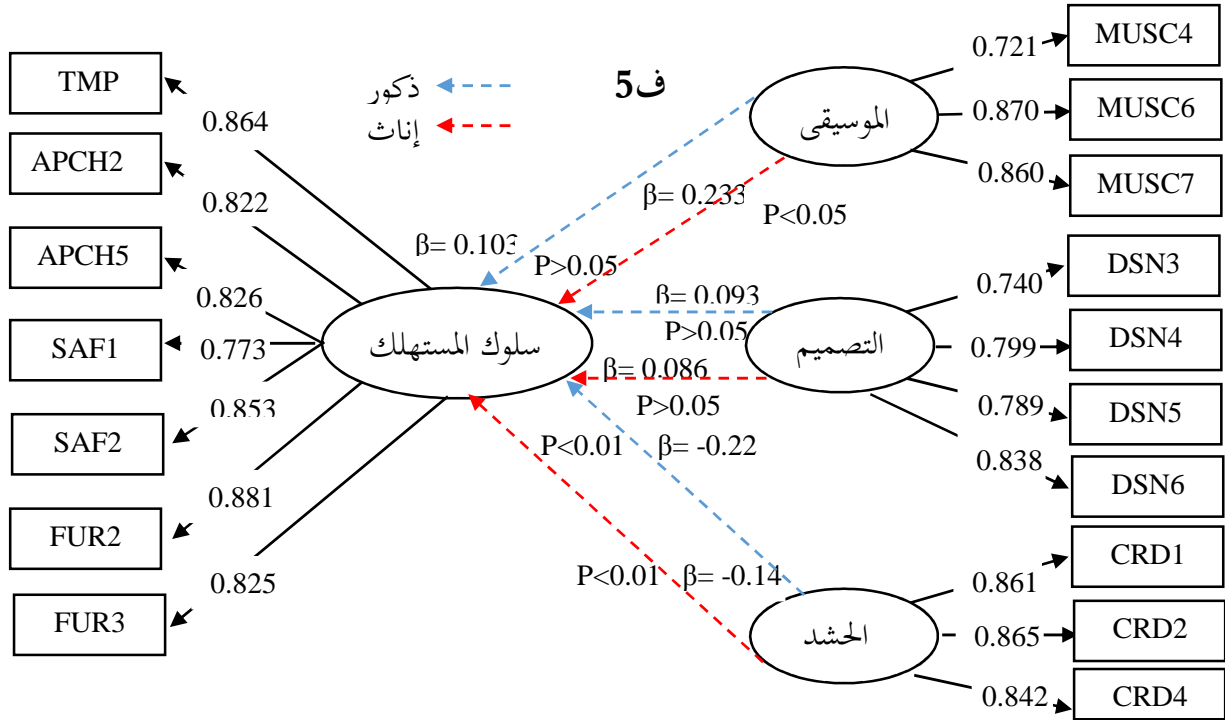 ف5
ذكور
إناث
TMP
APCH2
APCH5
SAF1
SAF2
FUR2
FUR3
0.864
0.822
0.826
0.773
0.853
0.881
0.825
سلوك المستهلك
β= 0.103
P>0.05
β= 0.233
P<0.05
β= 0.093
P>0.05
β= 0.086
P>0.05
P<0.01
β= -0.22
P<0.01
β= -0.14
الموسيقى
التصميم
الحشد
0.721
0.870
0.860
0.740
0.799
0.789
0.838
0.861
0.865
0.842
MUSC4
MUSC6
MUSC7
DSN3
DSN4
DSN5
DSN6
CRD1
CRD2
CRD4